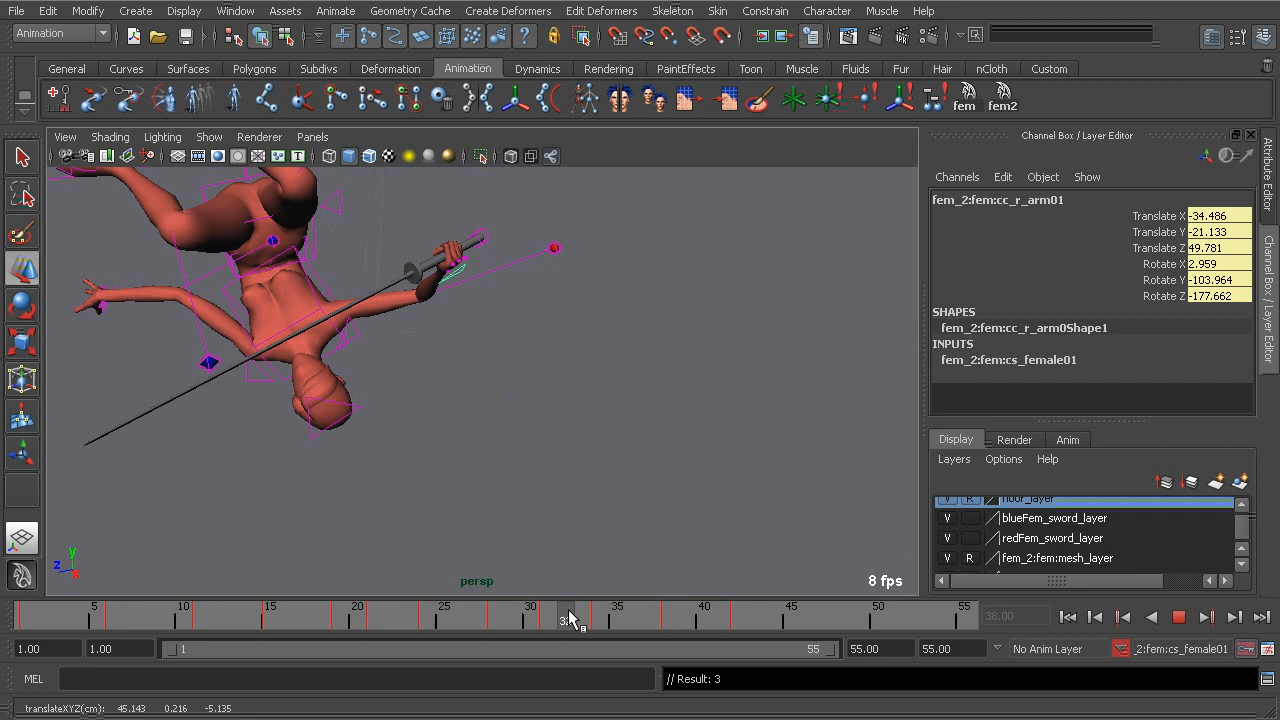 File Edit Modify Create Display Window Assets Animate Geometry Cache Create Deformers Edit Deformers Skeleton Skin Constrain Character Muscle Help
Animation
General Curves Surfaces Polygons Subdivs Deformation Animation Dynamics Rendering PaintEffects Toon Muscle Fluids Fur Hair nCloth Custom
fem fem2
View Shading Lighting Show Renderer Panels
Channel Box / Layer Editor
Channels Edit Object Show
fem_2:fem:cc_r_arm01
Translate X -34.486
Translate Y -21.133
Translate Z 49.781
Rotate X 2.959
Rotate Y -103.964
Rotate Z -177.662
SHAPES
fem_2:fem:cc_r_arm0Shape1
INPUTS
fem_2:fem:cs_female01
Attribute Editor
Channel Box / Layer Editor
Display Render Anim
Layers Options Help
V R
V blueFem_sword_layer
V redFem_sword_layer
V R fem_2:fem:mesh_layer
y
z
x
persp
8 fps
5 10 15 20 25 30 35 40 45 50 55
38.00
1.00 1.00 1 55 55.00 55.00 No Anim Layer _2:fem:cs_female01
MEL // Result: 3
translateXYZ(cm): 45.143 0.216 -5.135